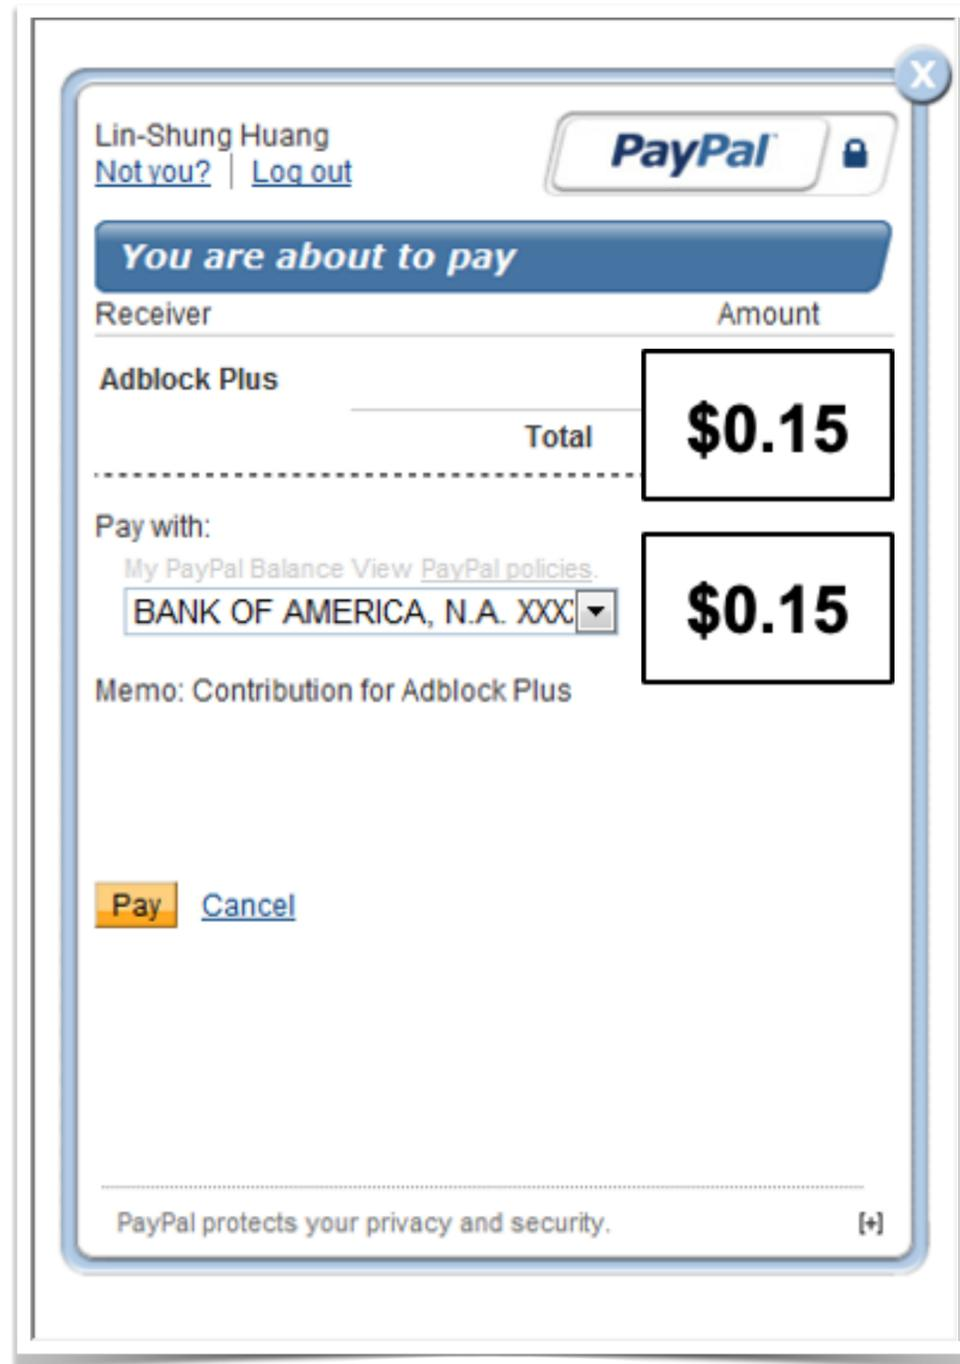 X
Lin-Shung Huang
Not you? | Log out
PayPal
You are about to pay
Receiver Amount
Adblock Plus
Total $0.15
Pay with:
My PayPal Balance View PayPal policies.
BANK OF AMERICA, N.A. XXX $0.15
Memo: Contribution for Adblock Plus
Pay Cancel
PayPal protects your privacy and security. [+]